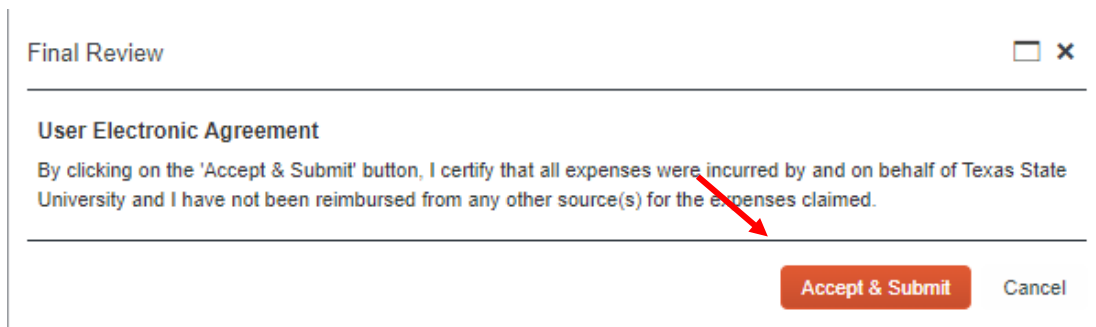 Final Review
User Electronic Agreement
By clicking on the 'Accept & Submit' button, I certify that all expenses were incurred by and on behalf of Texas State
University and I have not been reimbursed from any other source(s) for the expenses claimed.
Accept & Submit Cancel